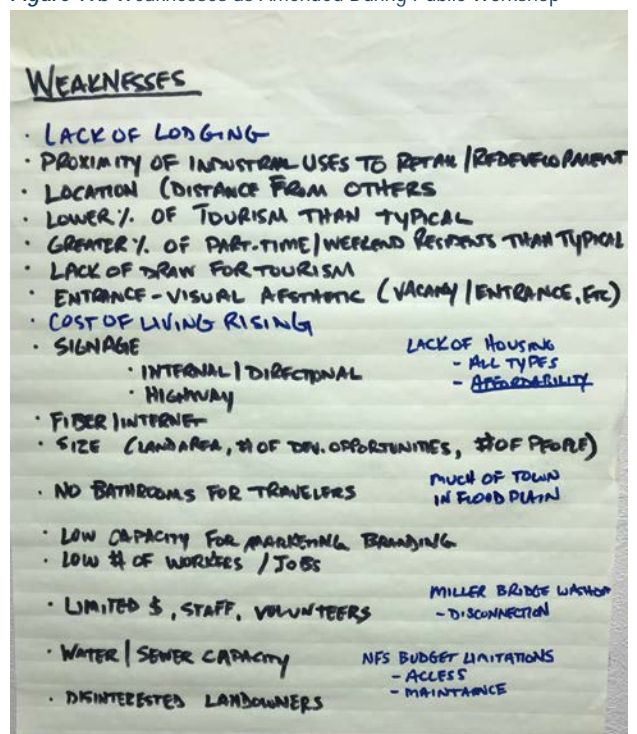 Figure 17.b Weaknesses as Amended During Public Workshop
WEAKNESSES
· LACK OF LODGING
· PROXIMITY OF INDUSTRIAL USES TO RETAIL / REDEVELOPMENT
· LOCATION (DISTANCE FROM OTHERS
· LOWER % OF TOURISM THAN TYPICAL
· GREATER % OF PART-TIME / WEEKEND RESIDENTS THAN TYPICAL
· LACK OF DRAW FOR TOURISM
· ENTRANCE - VISUAL AESTHETIC (VACANCY / ENTRANCE, ETC)
· COST OF LIVING RISING
· SIGNAGE
· INTERNAL / DIRECTIONAL
· HIGHWAY
LACK OF HOUSING
- ALL TYPES
- AFFORDABILITY
· FIBER / INTERNET
· SIZE (LAND AREA, # OF DEV. OPPORTUNITIES, # OF PEOPLE)
· NO BATHROOMS FOR TRAVELERS
MUCH OF TOWN
IN FLOOD PLAIN
· LOW CAPACITY FOR MARKETING BRANDING
· LOW # OF WORKERS / JOBS
· LIMITED $, STAFF, VOLUNTEERS
MILLER BRIDGE WASHOUT
- DISCONNECTION
· WATER / SEWER CAPACITY
NFS BUDGET LIMITATIONS
- ACCESS
- MAINTANCE
· DISINTERESTED LANDOWNERS